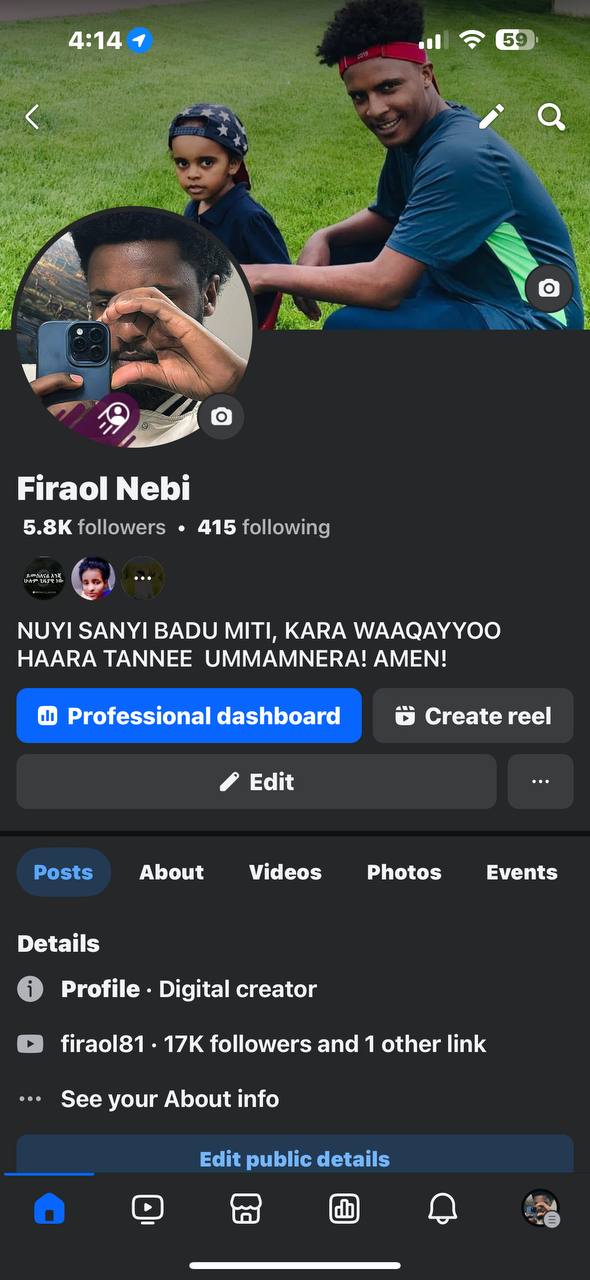 4:14
59
Firaol Nebi
5.8K followers • 415 following
NUYI SANYI BADU MITI, KARA WAAQAYYOO
HAARA TANNEE  UMMAMNERA! AMEN!
Professional dashboard
Create reel
Edit
Posts
About
Videos
Photos
Events
Details
Profile · Digital creator
firaol81 · 17K followers and 1 other link
See your About info
Edit public details